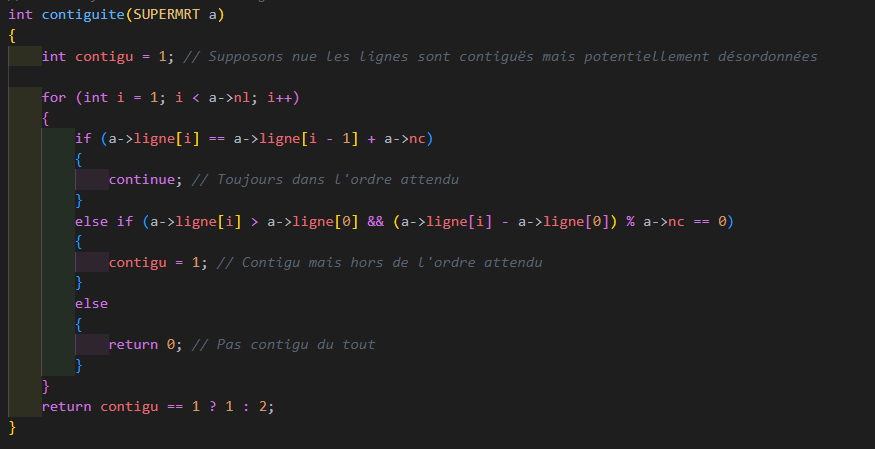 int contiguite(SUPERMRT a)
{
    int contigu = 1; // Supposons nue les lignes sont contiguës mais potentiellement désordonnées
    for (int i = 1; i < a->nl; i++)
    {
        if (a->ligne[i] == a->ligne[i - 1] + a->nc)
        {
            continue; // Toujours dans l'ordre attendu
        }
        else if (a->ligne[i] > a->ligne[0] && (a->ligne[i] - a->ligne[0]) % a->nc == 0)
        {
            contigu = 1; // Contigu mais hors de l'ordre attendu
        }
        else
        {
            return 0; // Pas contigu du tout
        }
    }
    return contigu == 1 ? 1 : 2;
}